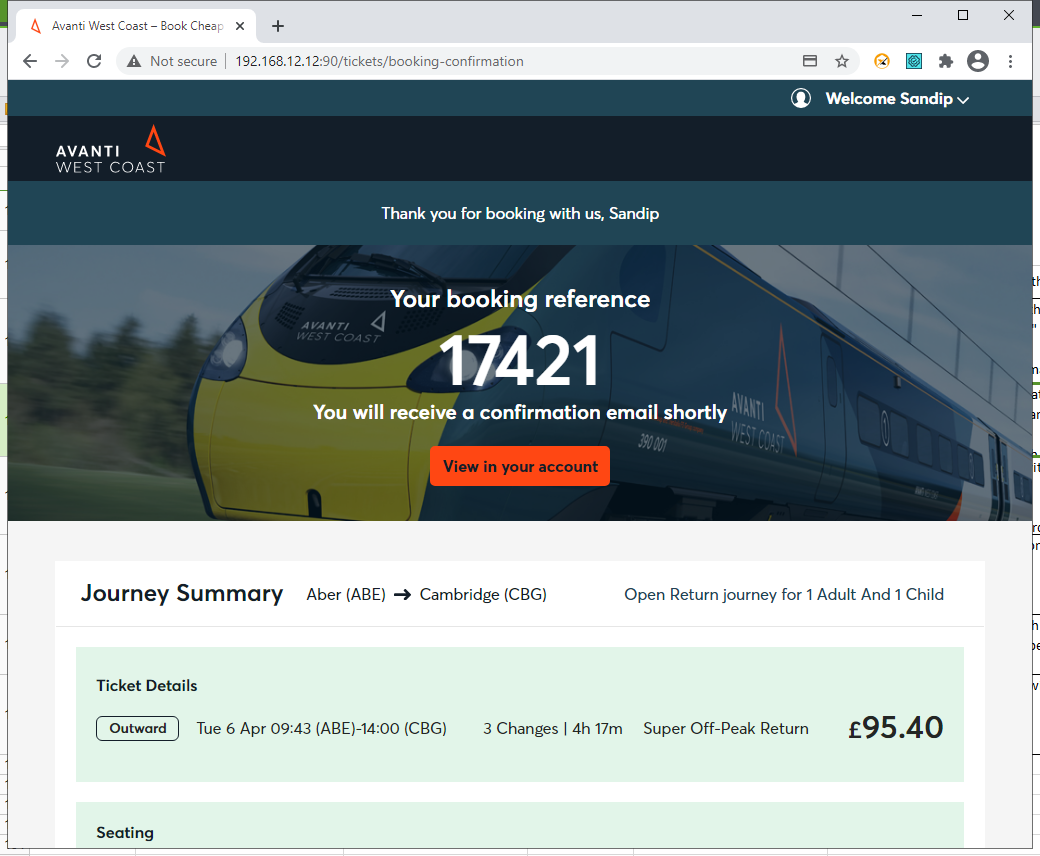 Avanti West Coast – Book Cheap
Not secure | 192.168.12.12:90/tickets/booking-confirmation
Welcome Sandip
AVANTI
WEST COAST
Thank you for booking with us, Sandip
Your booking reference
17421
You will receive a confirmation email shortly
AVANTI
WEST COAST
AVANTI
WEST COAST
390 001
View in your account
Journey Summary Aber (ABE) → Cambridge (CBG) Open Return journey for 1 Adult And 1 Child
Ticket Details
Outward Tue 6 Apr 09:43 (ABE)-14:00 (CBG) 3 Changes | 4h 17m Super Off-Peak Return £95.40
Seating